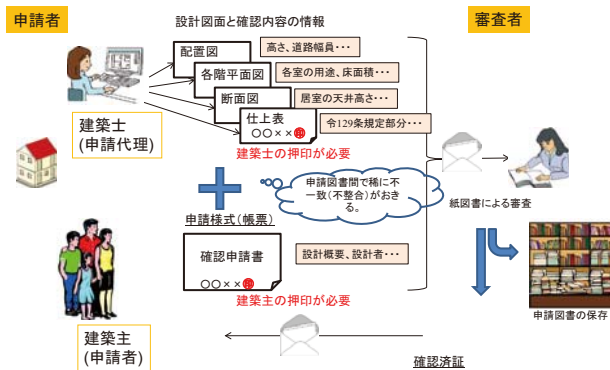 申請者
設計図面と確認内容の情報
審査者
配置図
高さ、道路幅員・・・
各階平面図
各室の用途、床面積・・・
断面図
居室の天井高さ・・・
仕上表
〇〇××印
令129条規定部分・・・
建築士
(申請代理)
建築士の押印が必要
申請図書間で稀に不
一致(不整合)がおき
る。
紙図書による審査
申請様式(帳票)
確認申請書
〇〇××印
設計概要、設計者・・・
建築主の押印が必要
申請図書の保存
建築主
(申請者)
確認済証